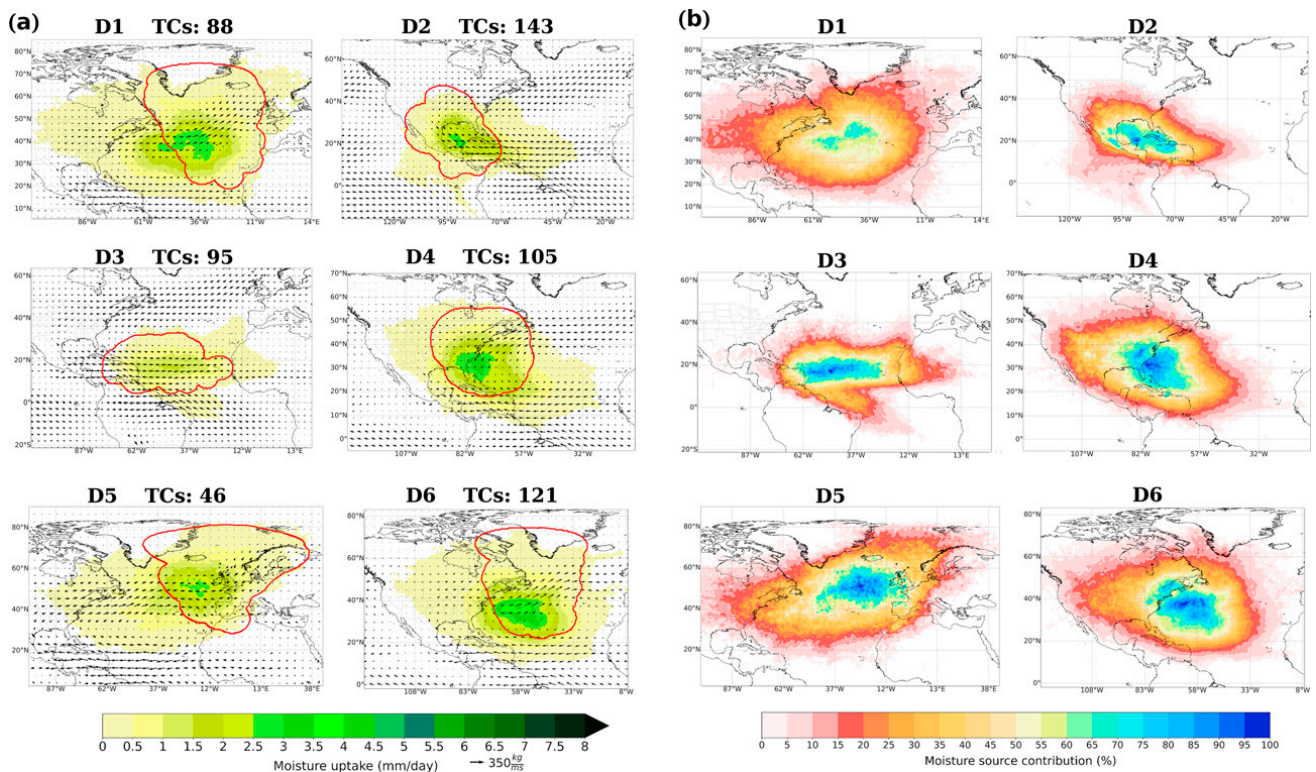 (a)
D1 TCs: 88
D2 TCs: 143
80°N
70°N
60°N
50°N
40°N
30°N
20°N
10°N
86°W 61°W 36°W 11°W 14°E
60°N
40°N
20°N
0°
120°W 95°W 70°W 45°W 20°W
D3 TCs: 95
D4 TCs: 105
60°N
40°N
20°N
0°
20°S
87°W 62°W 37°W 12°W 13°E
70°N
60°N
50°N
40°N
30°N
20°N
10°N
0°
107°W 82°W 57°W 32°W
D5 TCs: 46
D6 TCs: 121
80°N
60°N
40°N
20°N
87°W 62°W 37°W 12°W 13°E 38°E
80°N
60°N
40°N
20°N
0°
108°W 83°W 58°W 33°W 8°W
0 0.5 1 1.5 2 2.5 3 3.5 4 4.5 5 5.5 6 6.5 7 7.5 8
Moisture uptake (mm/day)
350 kg/ms
(b)
D1
D2
80°N
70°N
60°N
50°N
40°N
30°N
20°N
10°N
86°W 61°W 36°W 11°W 14°E
60°N
40°N
20°N
0°
120°W 95°W 70°W 45°W 20°W
D3
D4
60°N
40°N
20°N
0°
20°S
87°W 62°W 37°W 12°W 13°E
70°N
60°N
50°N
40°N
30°N
20°N
10°N
0°
107°W 82°W 57°W 32°W
D5
D6
80°N
60°N
40°N
20°N
87°W 62°W 37°W 12°W 13°E 38°E
80°N
60°N
40°N
20°N
0°
108°W 83°W 58°W 33°W 8°W
0 5 10 15 20 25 30 35 40 45 50 55 60 65 70 75 80 85 90 95 100
Moisture source contribution (%)